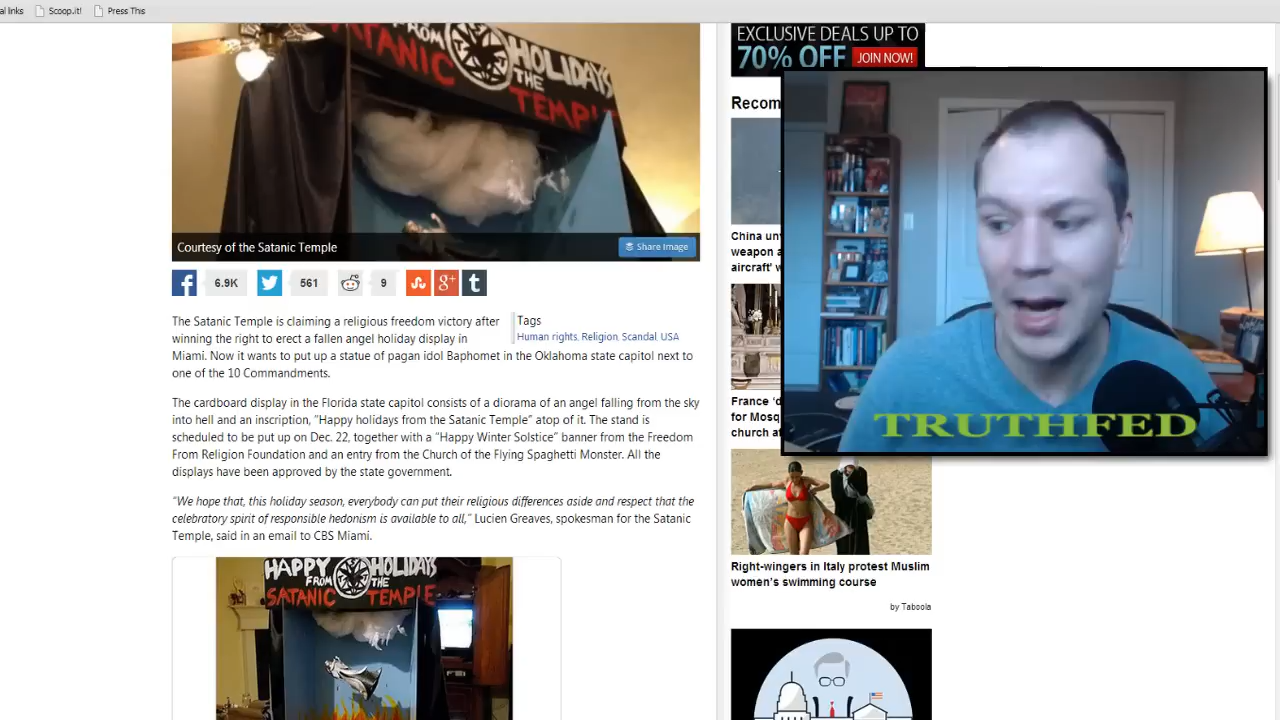 al links
Scoop.it!
Press This
FROM
HOLIDAYS
SATANIC
THE
TEMPLE
Courtesy of the Satanic Temple
Share Image
6.9K
561
9
The Satanic Temple is claiming a religious freedom victory after
winning the right to erect a fallen angel holiday display in
Miami. Now it wants to put up a statue of pagan idol Baphomet in the Oklahoma state capitol next to
one of the 10 Commandments.
Tags
Human rights, Religion, Scandal, USA
The cardboard display in the Florida state capitol consists of a diorama of an angel falling from the sky
into hell and an inscription, “Happy holidays from the Satanic Temple” atop of it. The stand is
scheduled to be put up on Dec. 22, together with a “Happy Winter Solstice” banner from the Freedom
From Religion Foundation and an entry from the Church of the Flying Spaghetti Monster. All the
displays have been approved by the state government.
“We hope that, this holiday season, everybody can put their religious differences aside and respect that the
celebratory spirit of responsible hedonism is available to all,” Lucien Greaves, spokesman for the Satanic
Temple, said in an email to CBS Miami.
HAPPY HOLIDAYS
FROM THE
SATANIC TEMPLE
EXCLUSIVE DEALS UP TO
70% OFF JOIN NOW!
Recom
China unv
weapon a
aircraft' w
France ‘d
for Mosq
church af
Right-wingers in Italy protest Muslim
women’s swimming course
by Taboola
TRUTHFED